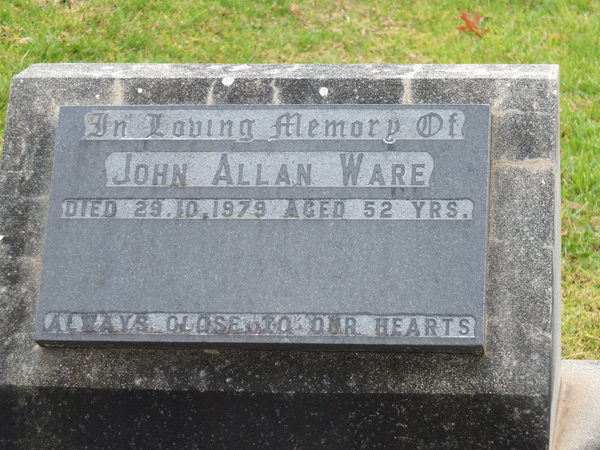 In Loving Memory Of
JOHN ALLAN WARE
DIED 29.10.1979 AGED 52 YRS.
ALWAYS CLOSE TO OUR HEARTS